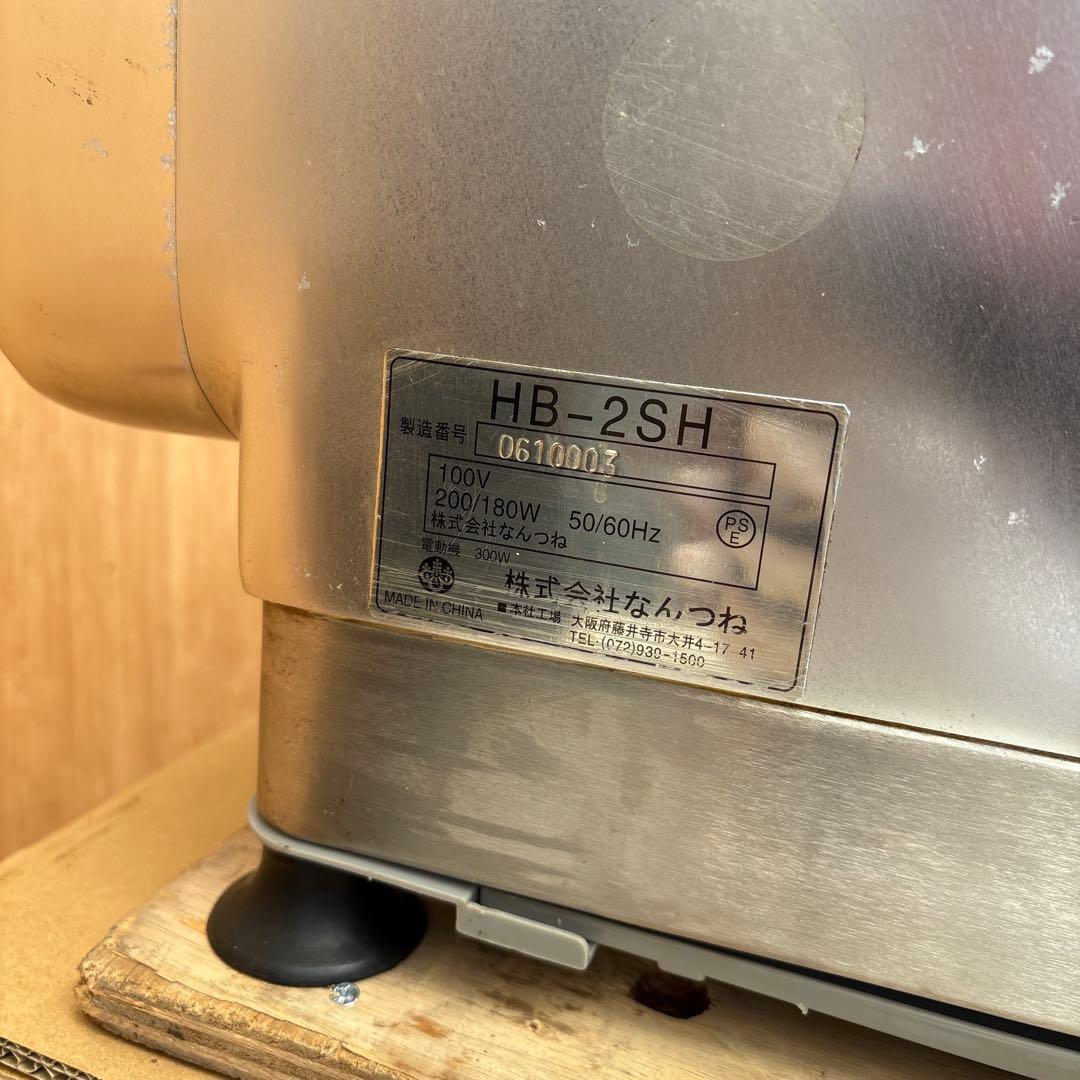 HB-2SH
製造番号 0610003
100V
200/180W 50/60Hz
PS
E
株式会社なんつね
電動機 300W
株式会社なんつね
MADE IN CHINA ■本社工場 大阪府藤井寺市大井4-17-41
TEL·(072)939-1500